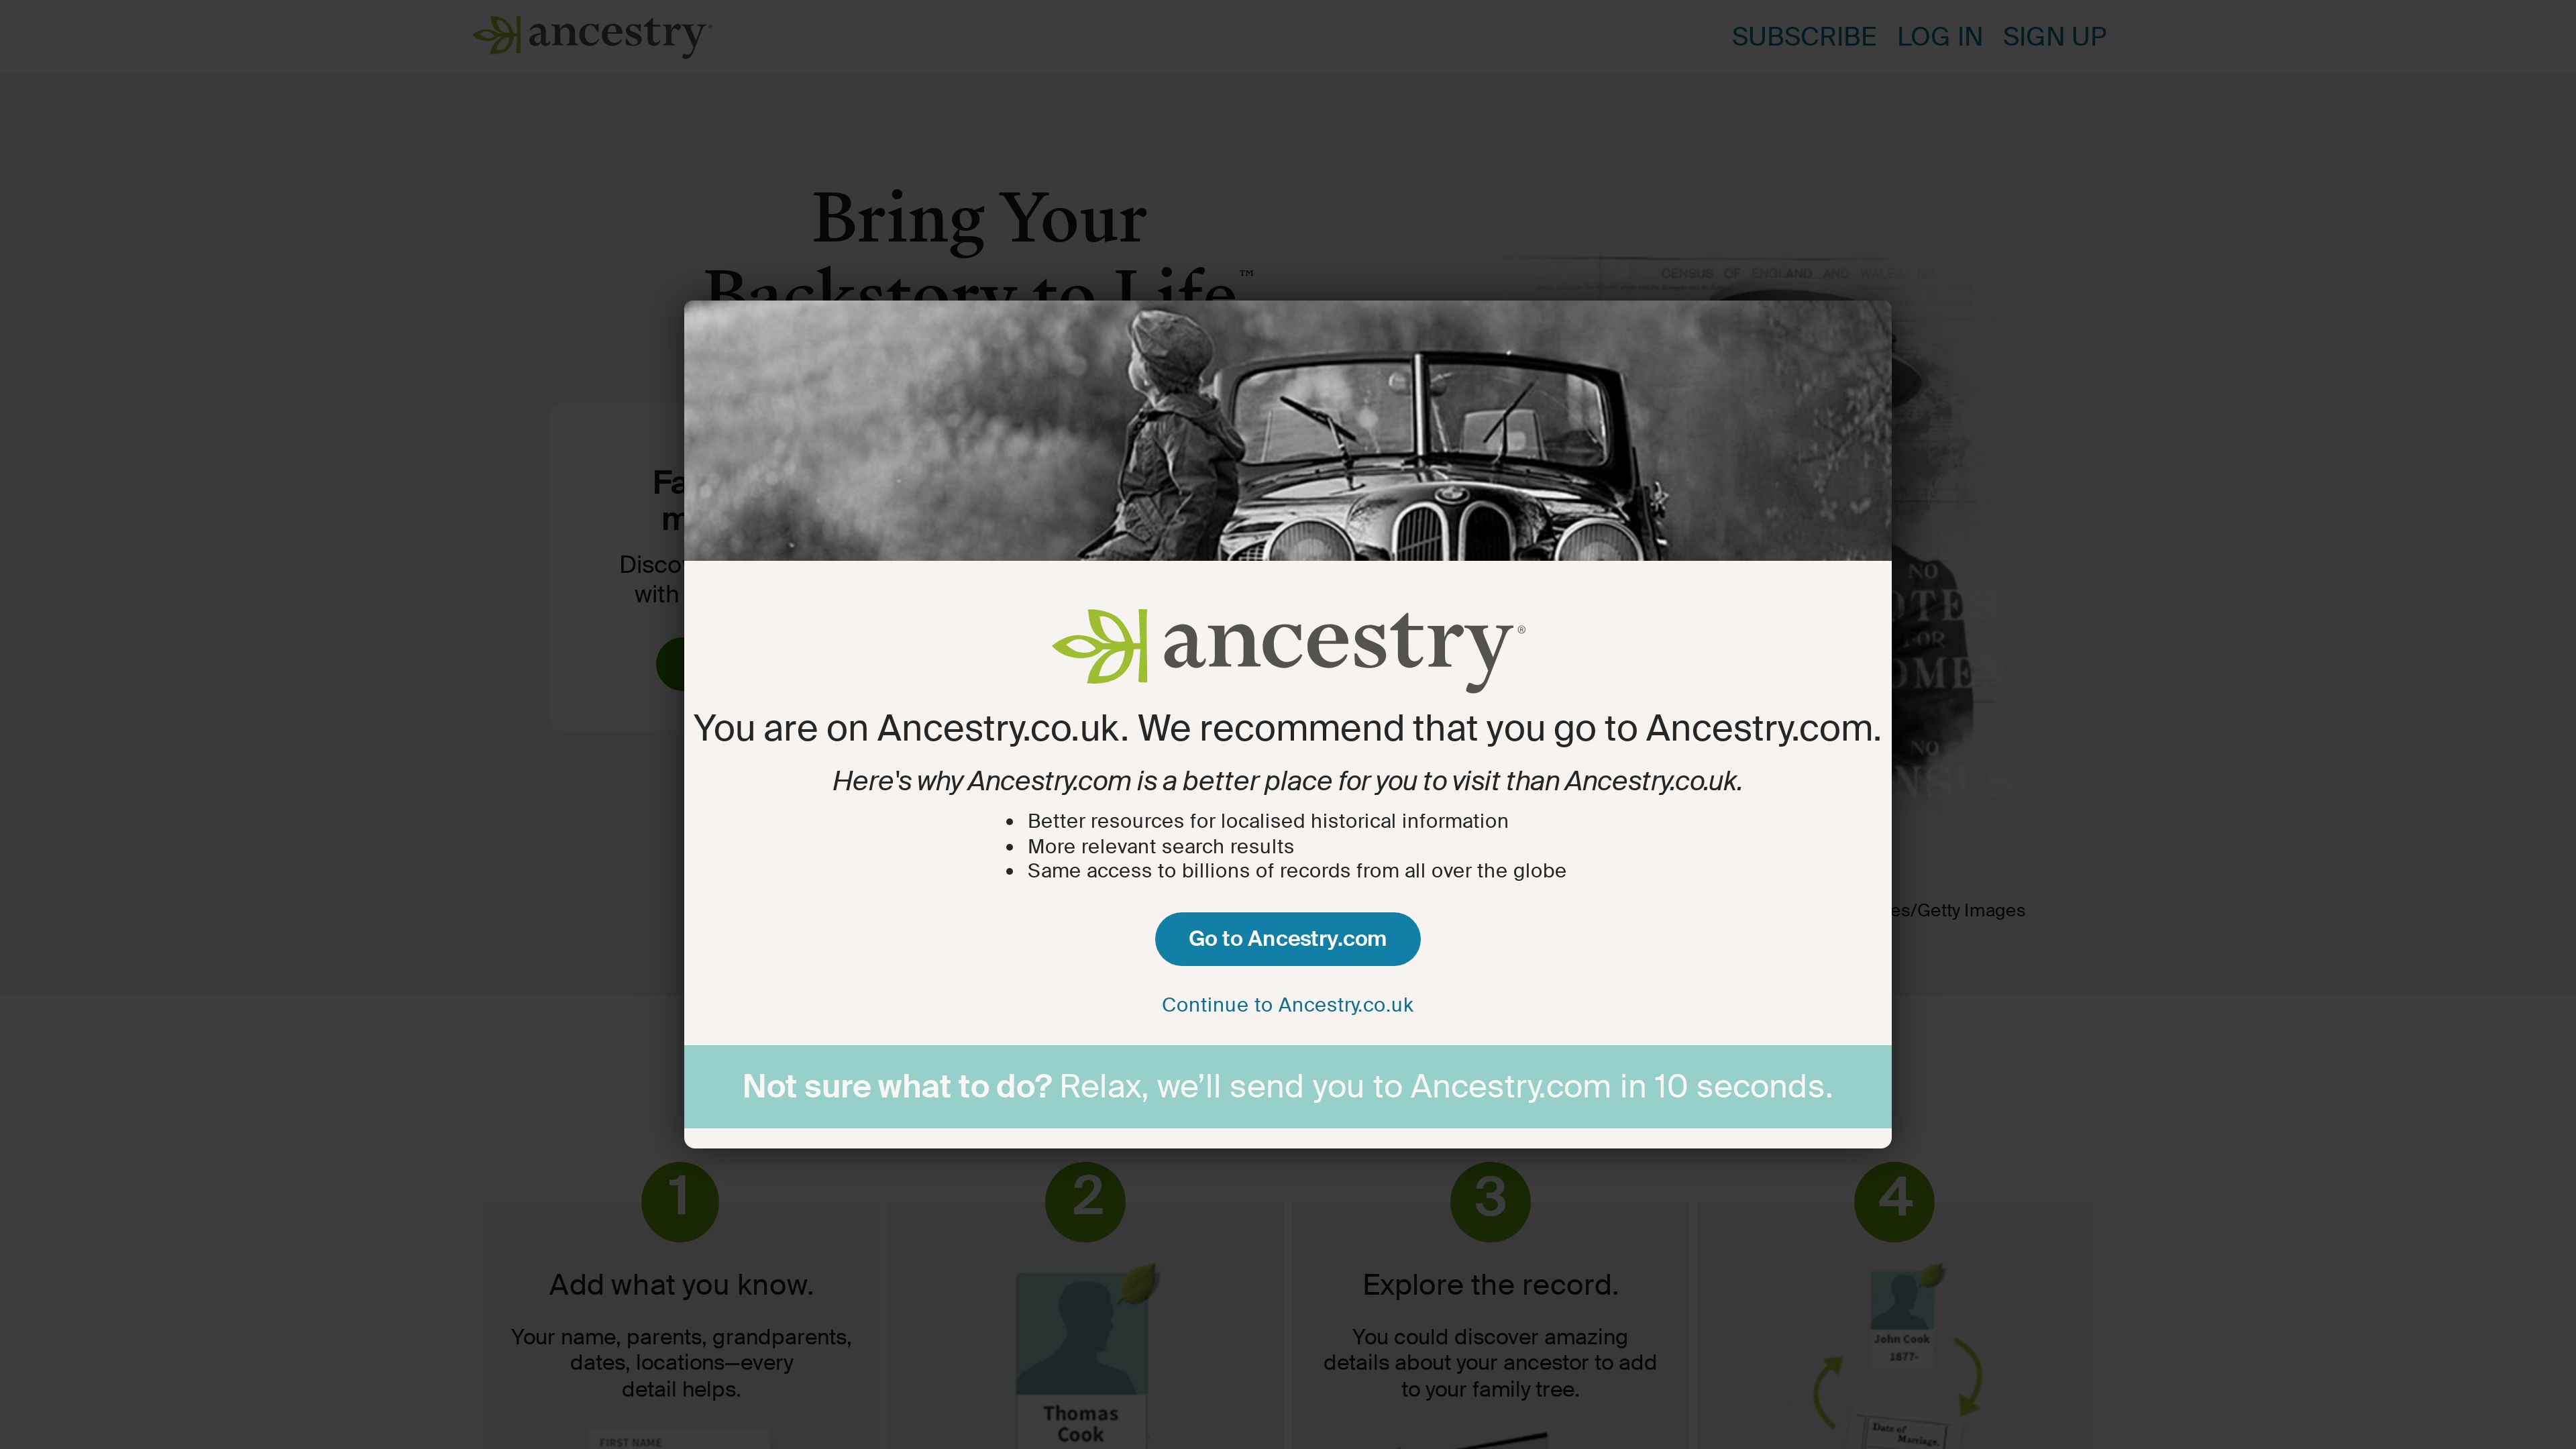 ancestry
SUBSCRIBE LOG IN SIGN UP
Bring Your
Backstory to Life™
CENSUS OF ENGLAND AND WALES
Fa
m
Disco
with
NO
OTES
FOR
OMEN
NO
NSUS
es/Getty Images
ancestry®
You are on Ancestry.co.uk. We recommend that you go to Ancestry.com.
Here's why Ancestry.com is a better place for you to visit than Ancestry.co.uk.
• Better resources for localised historical information
• More relevant search results
• Same access to billions of records from all over the globe
Go to Ancestry.com
Continue to Ancestry.co.uk
Not sure what to do? Relax, we’ll send you to Ancestry.com in 10 seconds.
1
2
3
4
Add what you know.
Your name, parents, grandparents,
dates, locations—every
detail helps.
FIRST NAME
Thomas
Cook
Explore the record.
You could discover amazing
details about your ancestor to add
to your family tree.
John Cook
1877-
Date of
Marriage.